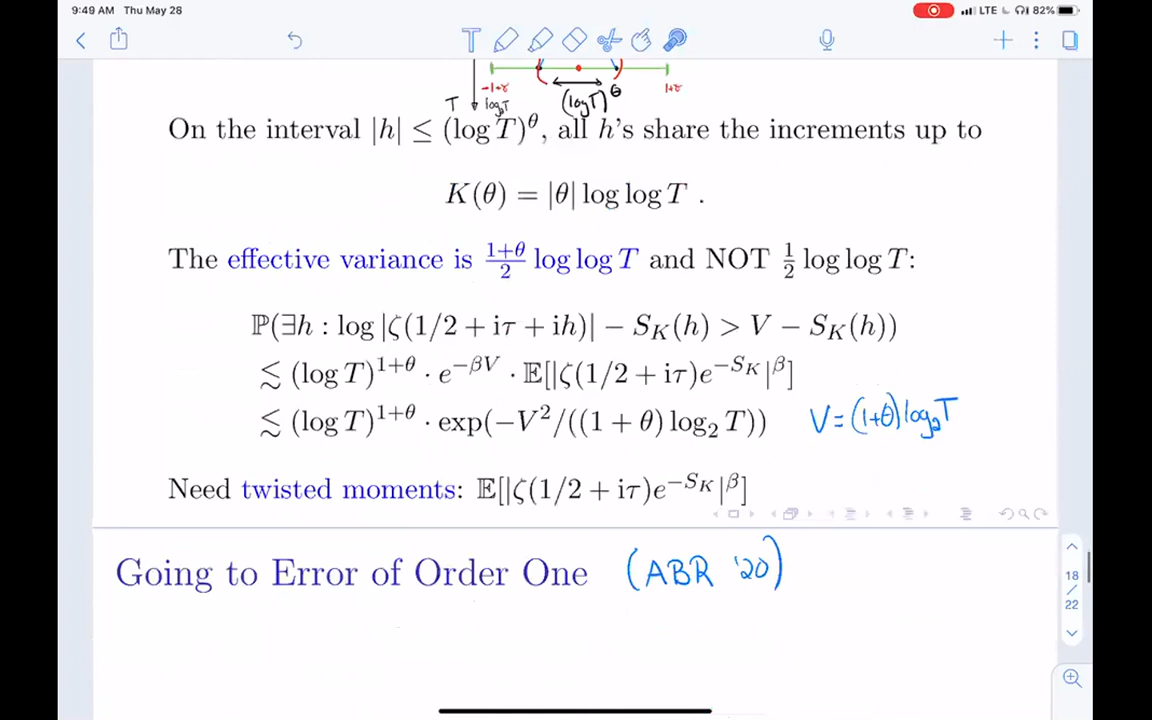 9:49 AM Thu May 28
LTE 82%
-1+τ
1+τ
T log₂T (log T)^θ
On the interval |h| ≤ (log T)^θ, all h's share the increments up to
K(θ) = |θ| log log T .
The effective variance is (1+θ)/2 log log T and NOT 1/2 log log T:
ℙ(∃h : log |ζ(1/2 + iτ + ih)| − S_K(h) > V − S_K(h))
≲ (log T)^{1+θ} · e^{−βV} · 𝔼[|ζ(1/2 + iτ)e^{−S_K}|^β]
≲ (log T)^{1+θ} · exp(−V²/((1 + θ) log₂ T)) V = (1+θ) log₂T
Need twisted moments: 𝔼[|ζ(1/2 + iτ)e^{−S_K}|^β]
Going to Error of Order One (ABR '20)
18
/
22